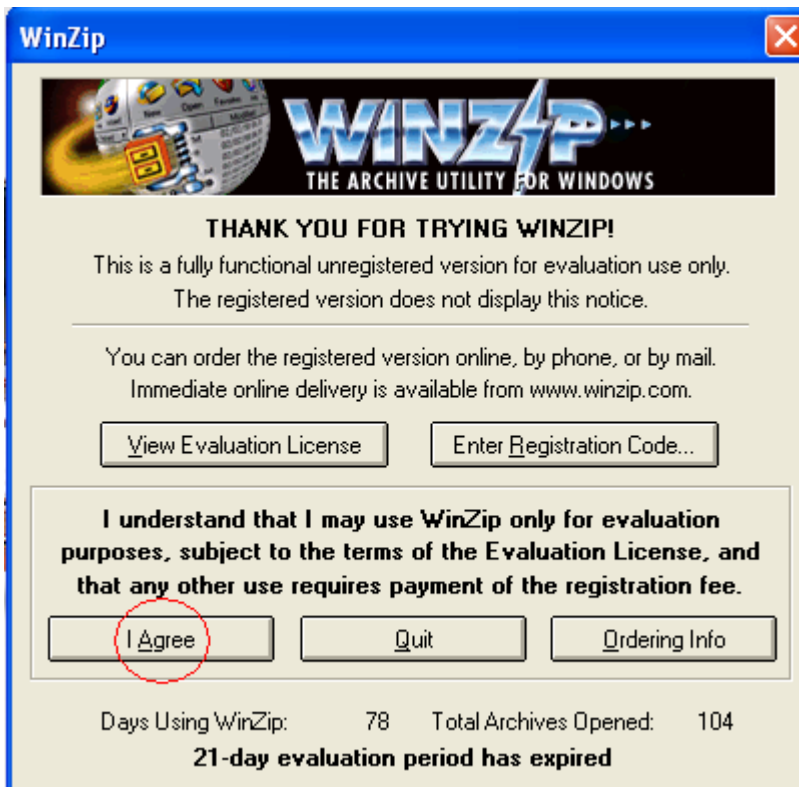 WinZip
WINZIP
THE ARCHIVE UTILITY FOR WINDOWS
THANK YOU FOR TRYING WINZIP!
This is a fully functional unregistered version for evaluation use only.
The registered version does not display this notice.
You can order the registered version online, by phone, or by mail.
Immediate online delivery is available from www.winzip.com.
View Evaluation License Enter Registration Code...
I understand that I may use WinZip only for evaluation
purposes, subject to the terms of the Evaluation License, and
that any other use requires payment of the registration fee.
I Agree Quit Ordering Info
Days Using WinZip: 78 Total Archives Opened: 104
21-day evaluation period has expired